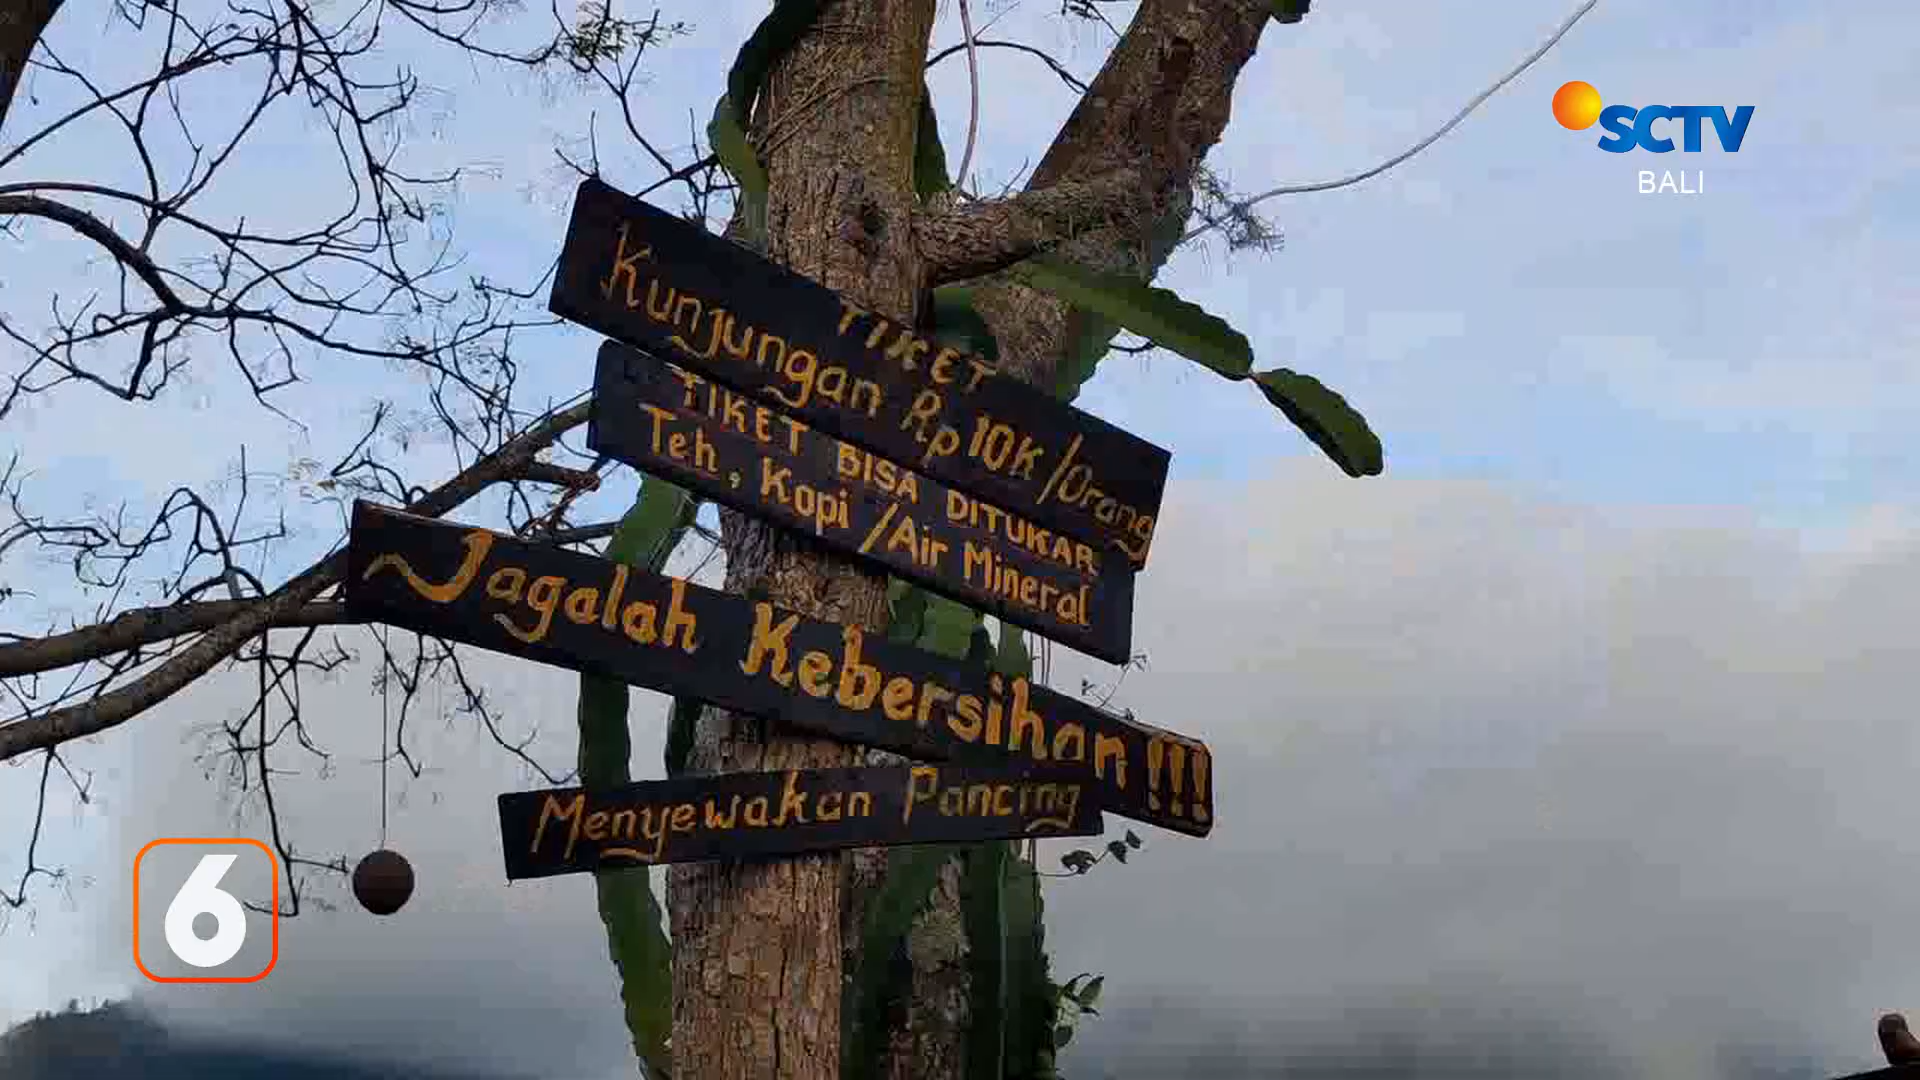 SCTV
BALI
TIKET
Kunjungan Rp 10K/Orang
TIKET BISA DITUKAR
Teh, Kopi /Air Mineral
~Jagalah Kebersihan !!!
Menyewakan Pancing
6